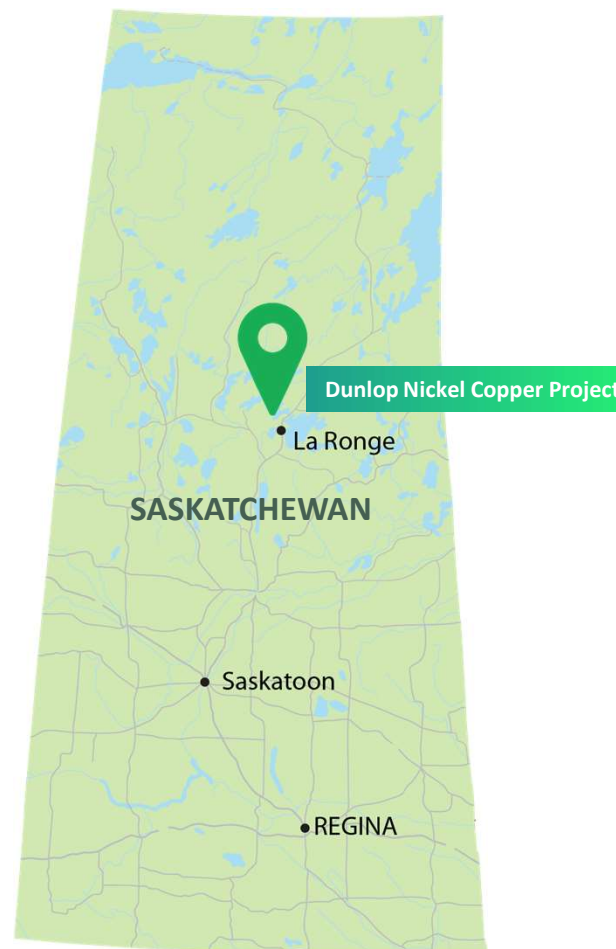 Dunlop Nickel Copper Project
La Ronge
SASKATCHEWAN
Saskatoon
REGINA